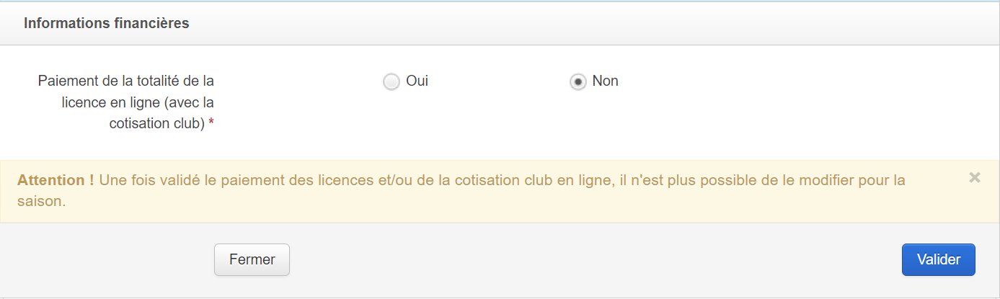 Informations financières
Paiement de la totalité de la
licence en ligne (avec la
cotisation club) *
Oui
Non
Attention ! Une fois validé le paiement des licences et/ou de la cotisation club en ligne, il n'est plus possible de le modifier pour la
saison.
×
Fermer
Valider